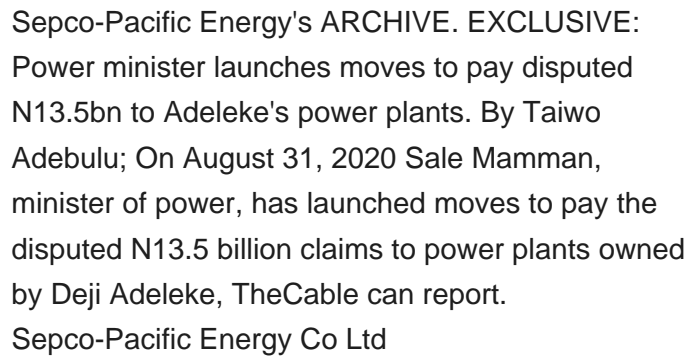 Sepco-Pacific Energy's ARCHIVE. EXCLUSIVE:
Power minister launches moves to pay disputed
N13.5bn to Adeleke's power plants. By Taiwo
Adebulu; On August 31, 2020 Sale Mamman,
minister of power, has launched moves to pay the
disputed N13.5 billion claims to power plants owned
by Deji Adeleke, TheCable can report.
Sepco-Pacific Energy Co Ltd